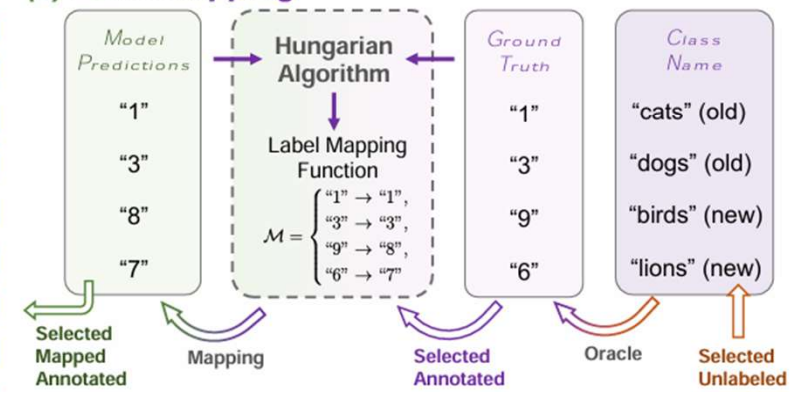 Model
Predictions
“1”
“3”
“8”
“7”
Hungarian
Algorithm
Label Mapping
Function
M = { “1” → “1”,
“3” → “3”,
“9” → “8”,
“6” → “7”
Ground
Truth
“1”
“3”
“9”
“6”
Class
Name
“cats” (old)
“dogs” (old)
“birds” (new)
“lions” (new)
Selected
Mapped
Annotated
Mapping
Selected
Annotated
Oracle
Selected
Unlabeled